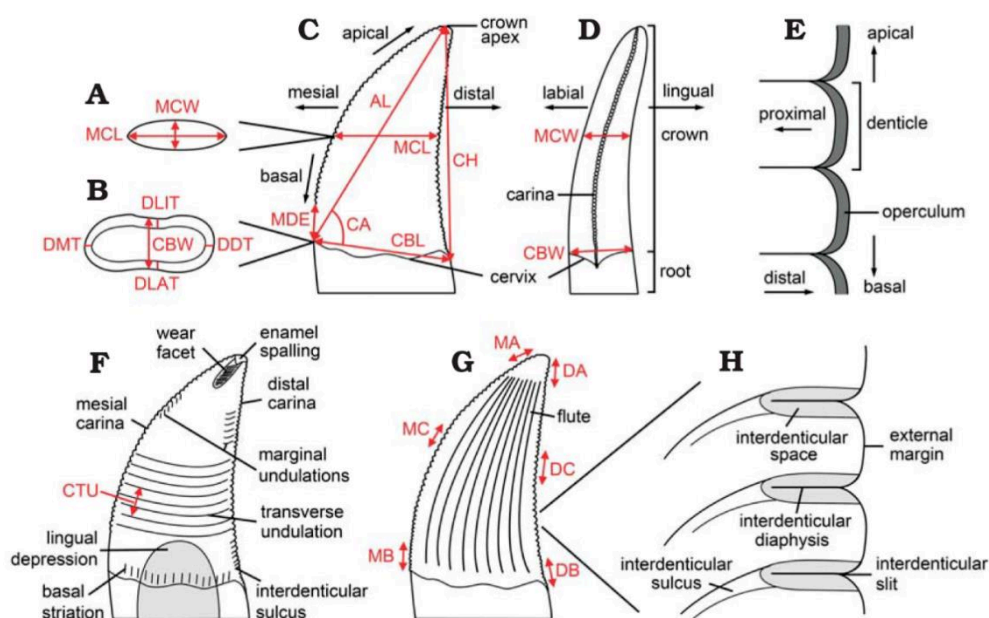 A
MCW
MCL
B
DLIT
DMT
CBW
DDT
DLAT
C
apical
crown
apex
mesial
distal
AL
MCL
CH
basal
MDE
CA
CBL
cervix
D
labial
lingual
MCW
crown
carina
CBW
root
E
apical
proximal
denticle
operculum
distal
basal
F
wear
facet
enamel
spalling
mesial
carina
distal
carina
marginal
undulations
CTU
transverse
undulation
lingual
depression
basal
striation
interdenticular
sulcus
G
MA
DA
flute
MC
DC
MB
DB
H
interdenticular
space
external
margin
interdenticular
diaphysis
interdenticular
sulcus
interdenticular
slit